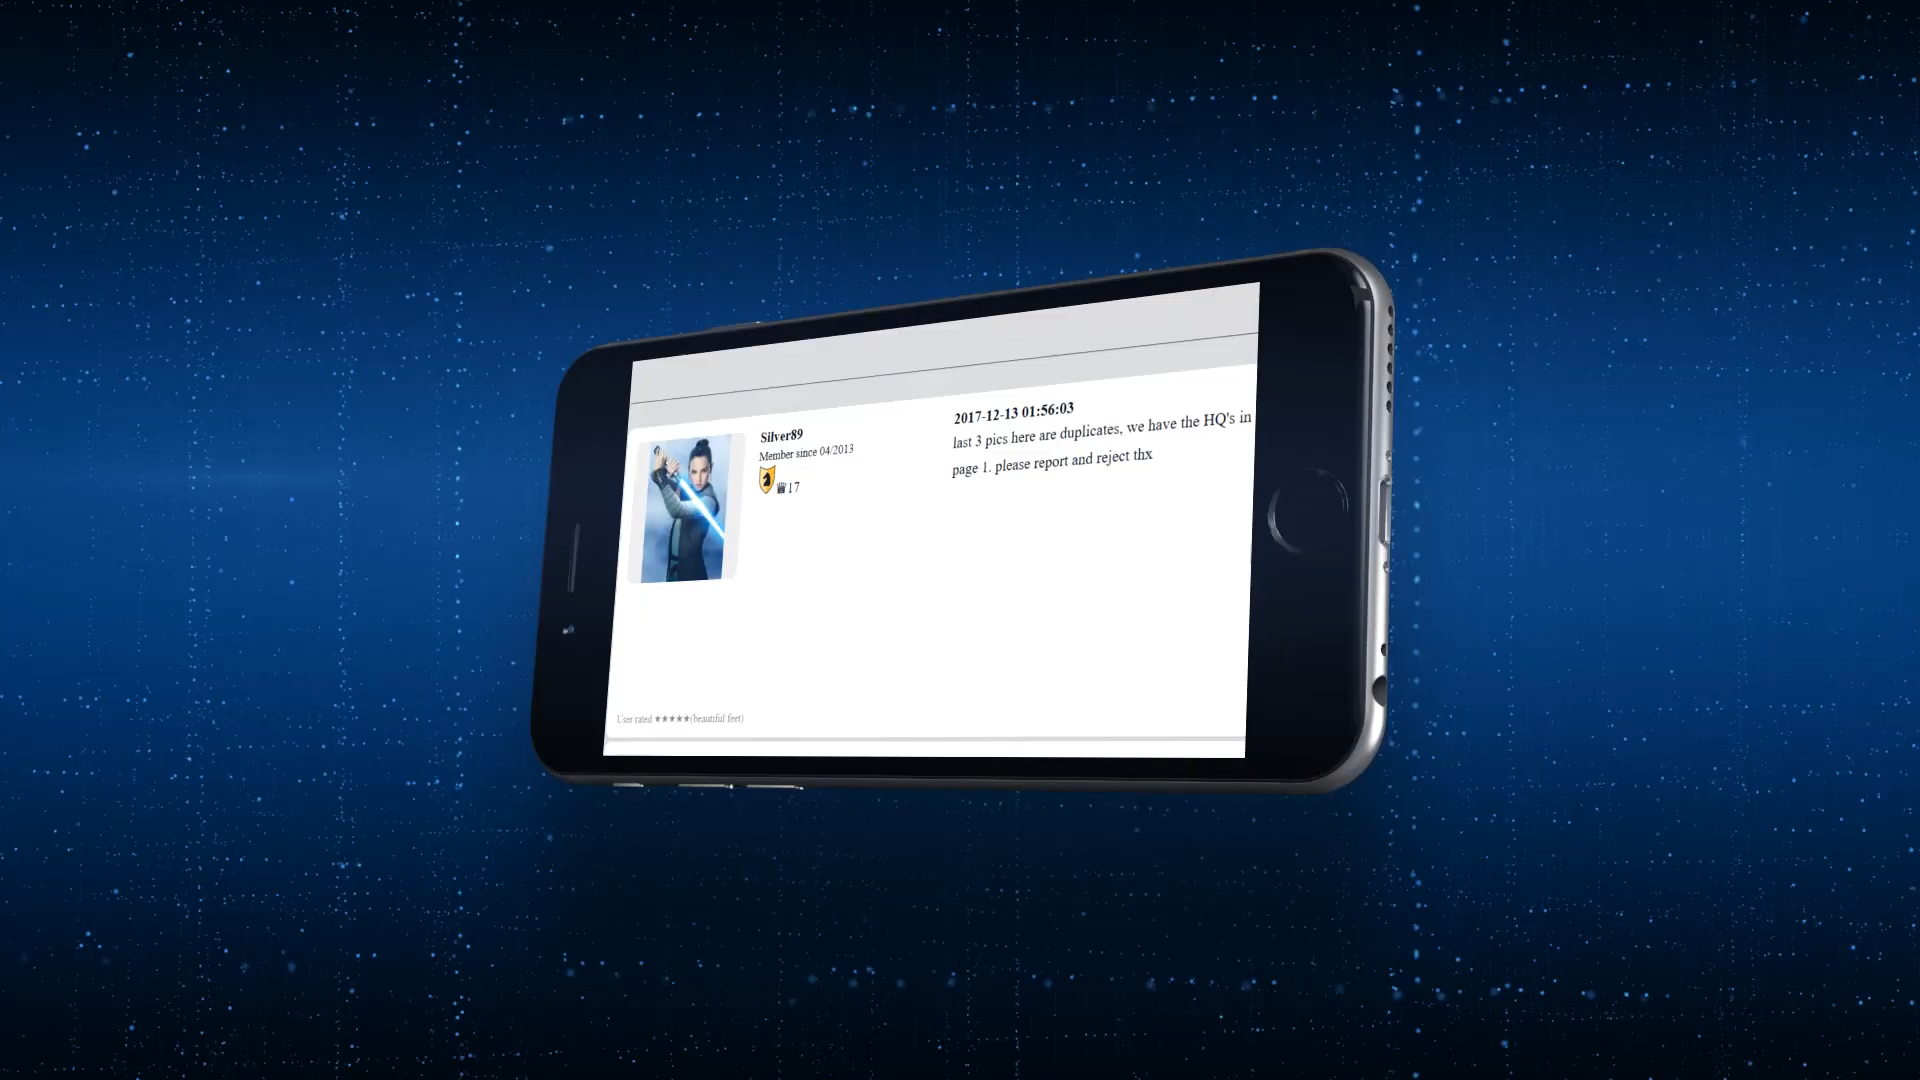 Silver89
Member since 04/2013
17
2017-12-13 01:56:03
last 3 pics here are duplicates, we have the HQ's in
page 1. please report and reject thx
User rated ★★★★★(beautiful feet)